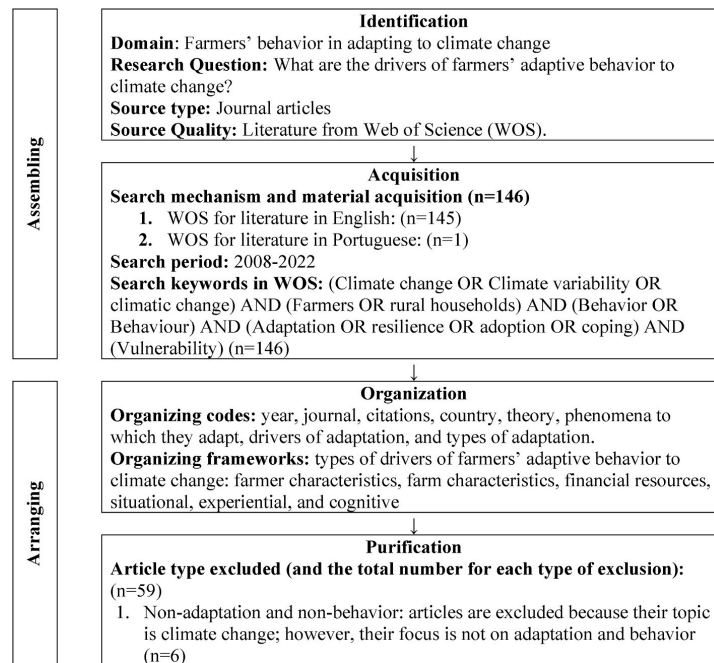 Assembling
Identification
Domain: Farmers' behavior in adapting to climate change
Research Question: What are the drivers of farmers' adaptive behavior to
climate change?
Source type: Journal articles
Source Quality: Literature from Web of Science (WOS).
↓
Acquisition
Search mechanism and material acquisition (n=146)
1. WOS for literature in English: (n=145)
2. WOS for literature in Portuguese: (n=1)
Search period: 2008-2022
Search keywords in WOS: (Climate change OR Climate variability OR
climatic change) AND (Farmers OR rural households) AND (Behavior OR
Behaviour) AND (Adaptation OR resilience OR adoption OR coping) AND
(Vulnerability) (n=146)
↓
Arranging
Organization
Organizing codes: year, journal, citations, country, theory, phenomena to
which they adapt, drivers of adaptation, and types of adaptation.
Organizing frameworks: types of drivers of farmers' adaptive behavior to
climate change: farmer characteristics, farm characteristics, financial resources,
situational, experiential, and cognitive
↓
Purification
Article type excluded (and the total number for each type of exclusion):
(n=59)
1. Non-adaptation and non-behavior: articles are excluded because their topic
is climate change; however, their focus is not on adaptation and behavior
(n=6)